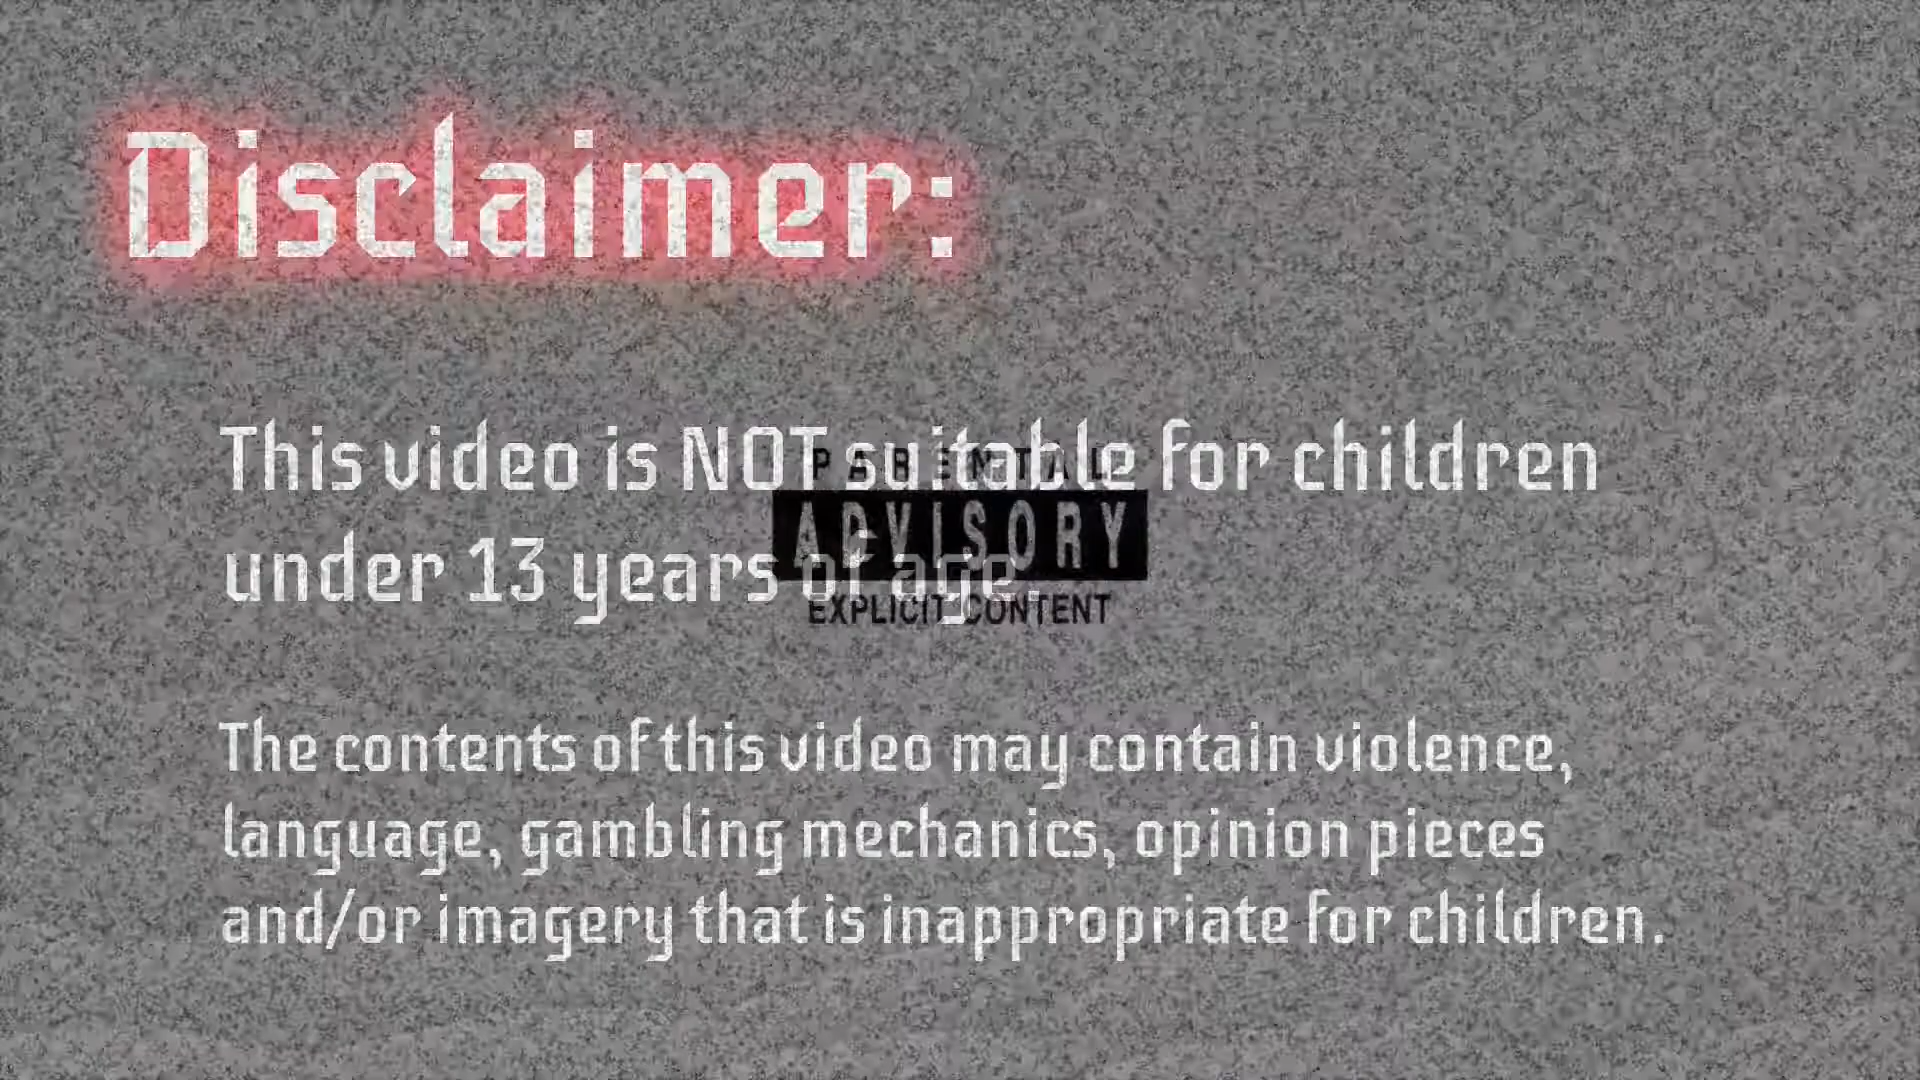 Disclaimer:
This video is NOT suitable for children
under 13 years of age.
PARENTAL
ADVISORY
EXPLICIT CONTENT
The contents of this video may contain violence,
language, gambling mechanics, opinion pieces
and/or imagery that is inappropriate for children.